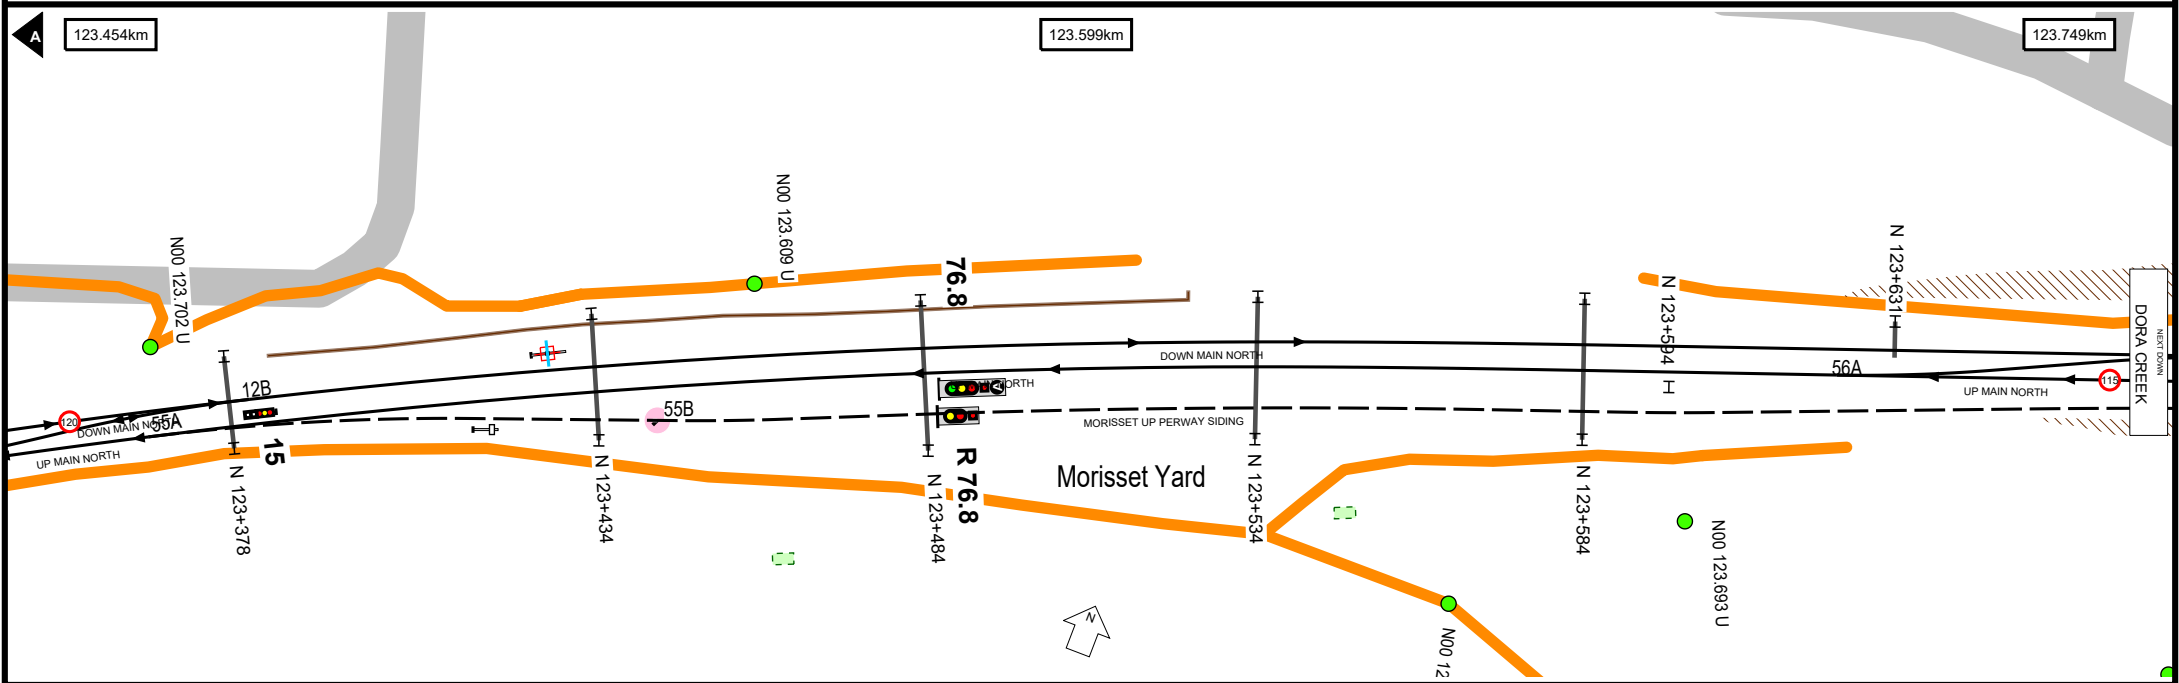 A
123.454km
123.599km
123.749km
N00 123.702 U
N00 123.609 U
76.8
N 123+594
N 123+631
DORA CREEK
NEXT DOWN
120
DOWN MAIN NORTH
55A
12B
UP MAIN NORTH
15
N 123+378
N 123+434
55B
R 76.8
N 123+484
DOWN MAIN NORTH
MORISSET UP PERWAY SIDING
Morisset Yard
N 123+534
N 123+584
56A
115
UP MAIN NORTH
N00 123.693 U
N00 12
N